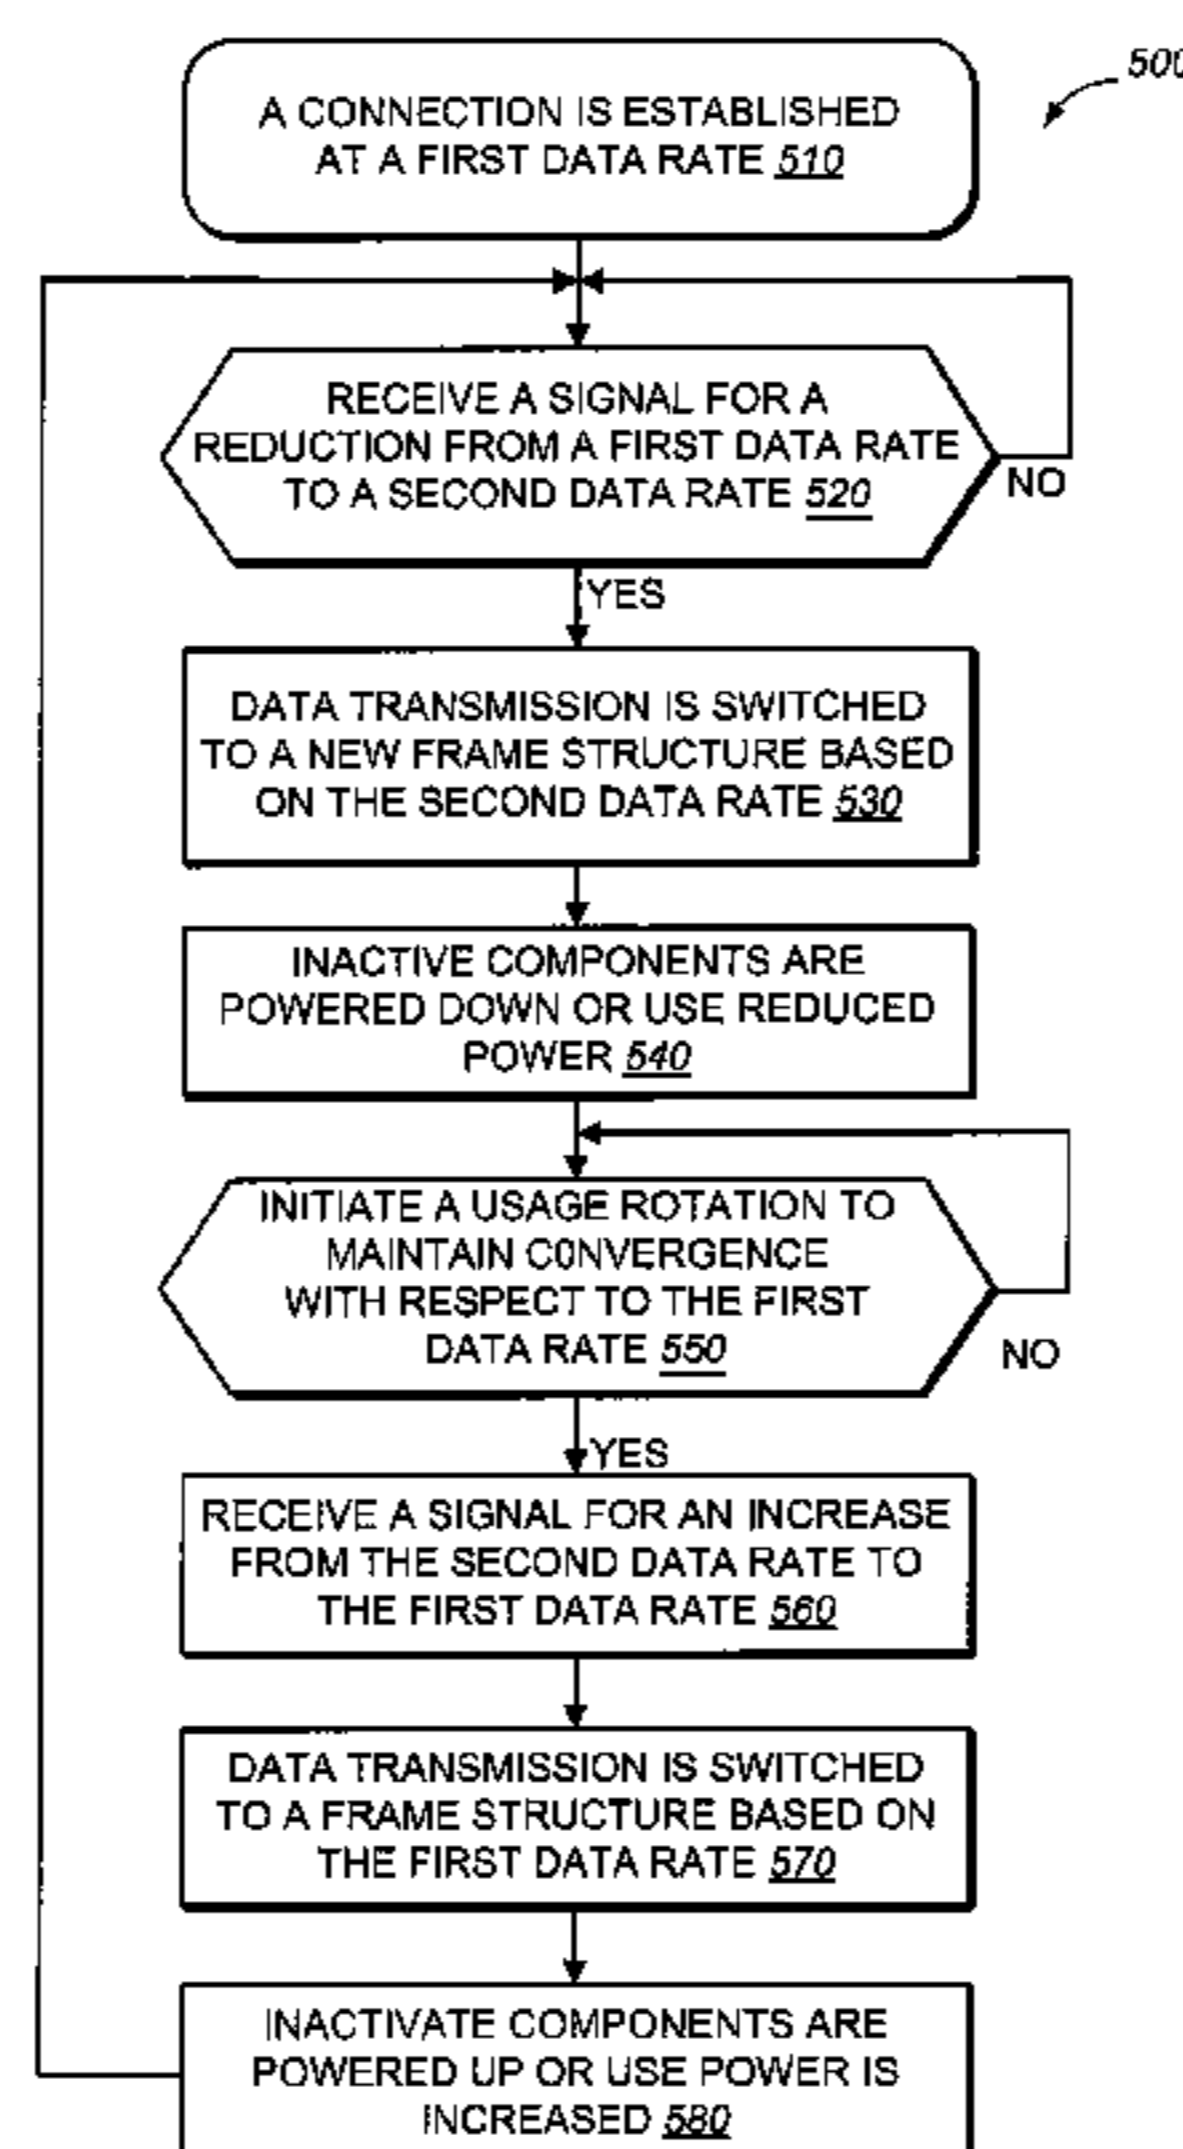 500
A CONNECTION IS ESTABLISHED
AT A FIRST DATA RATE 510
RECEIVE A SIGNAL FOR A
REDUCTION FROM A FIRST DATA RATE
TO A SECOND DATA RATE 520
NO
YES
DATA TRANSMISSION IS SWITCHED
TO A NEW FRAME STRUCTURE BASED
ON THE SECOND DATA RATE 530
INACTIVE COMPONENTS ARE
POWERED DOWN OR USE REDUCED
POWER 540
INITIATE A USAGE ROTATION TO
MAINTAIN C0NVERGENCE
WITH RESPECT TO THE FIRST
DATA RATE 550
NO
YES
RECEIVE A SIGNAL FOR AN INCREASE
FROM THE SECOND DATA RATE TO
THE FIRST DATA RATE 560
DATA TRANSMISSION IS SWITCHED
TO A FRAME STRUCTURE BASED ON
THE FIRST DATA RATE 570
INACTIVATE COMPONENTS ARE
POWERED UP OR USE POWER IS
INCREASED 580